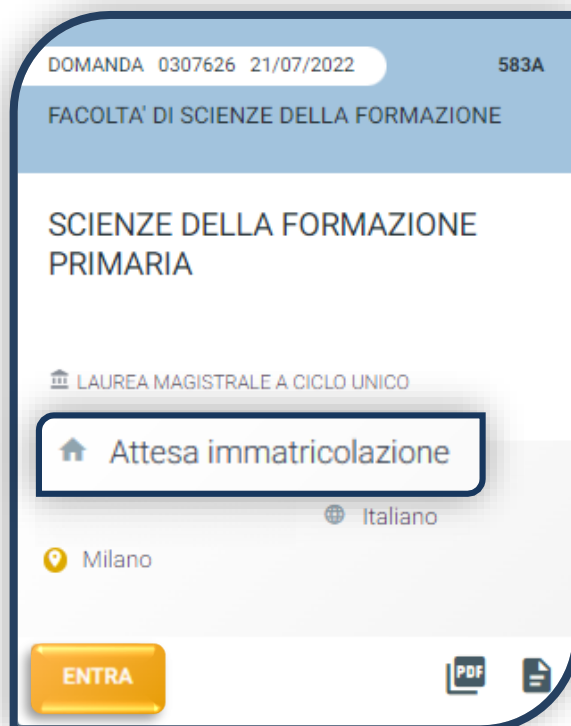 DOMANDA 0307626 21/07/2022 583A
FACOLTA' DI SCIENZE DELLA FORMAZIONE
SCIENZE DELLA FORMAZIONE
PRIMARIA
LAUREA MAGISTRALE A CICLO UNICO
Attesa immatricolazione
Italiano
Milano
ENTRA
PDF